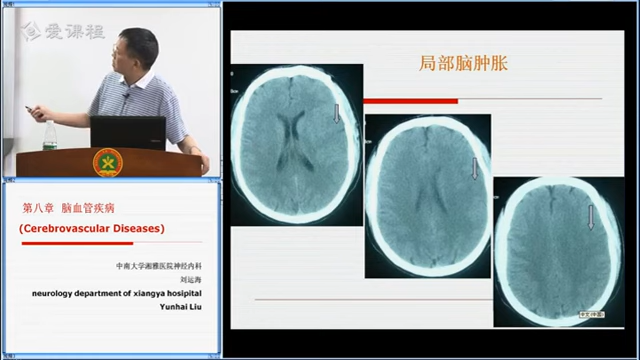 爱课程
局部脑肿胀
第八章 脑血管疾病
(Cerebrovascular Diseases)
中南大学湘雅医院神经内科
刘运海
neurology department of xiangya hosipital
Yunhai Liu